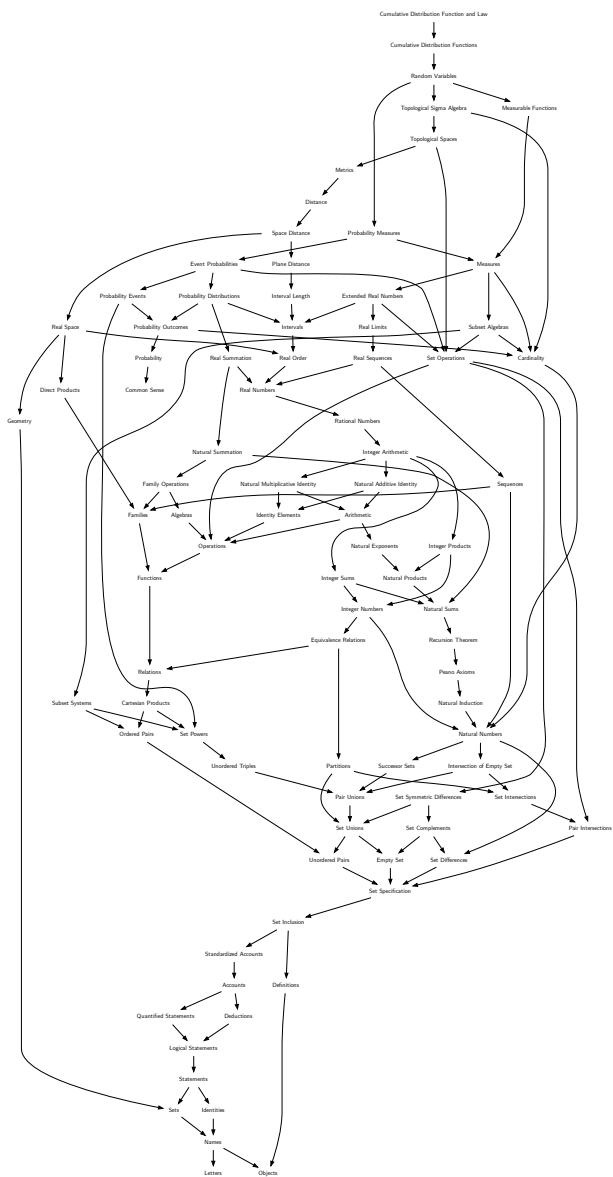 Cumulative Distribution Function and Law
Cumulative Distribution Functions
Random Variables
Topological Sigma Algebra Measurable Functions
Topological Spaces
Metrics
Distance
Space Distance Probability Measures
Event Probabilities Plane Distance Measures
Probability Events Probability Distributions Interval Length Extended Real Numbers
Real Space Probability Outcomes Intervals Real Limits Subset Algebras
Probability Real Summation Real Order Real Sequences Set Operations Cardinality
Direct Products Common Sense Real Numbers
Geometry Rational Numbers
Natural Summation Integer Arithmetic
Family Operations Natural Multiplicative Identity Natural Additive Identity Sequences
Families Algebras Identity Elements Arithmetic
Operations Natural Exponents Integer Products
Functions Integer Sums Natural Products
Integer Numbers Natural Sums
Equivalence Relations Recursion Theorem
Relations Peano Axioms
Subset Systems Cartesian Products Natural Induction
Ordered Pairs Set Powers Natural Numbers
Unordered Triples Partitions Successor Sets Intersection of Empty Set
Pair Unions Set Symmetric Differences Set Intersections
Set Unions Set Complements Pair Intersections
Unordered Pairs Empty Set Set Differences
Set Specification
Set Inclusion
Standardized Accounts
Accounts Definitions
Quantified Statements Deductions
Logical Statements
Statements
Sets Identities
Names
Letters Objects